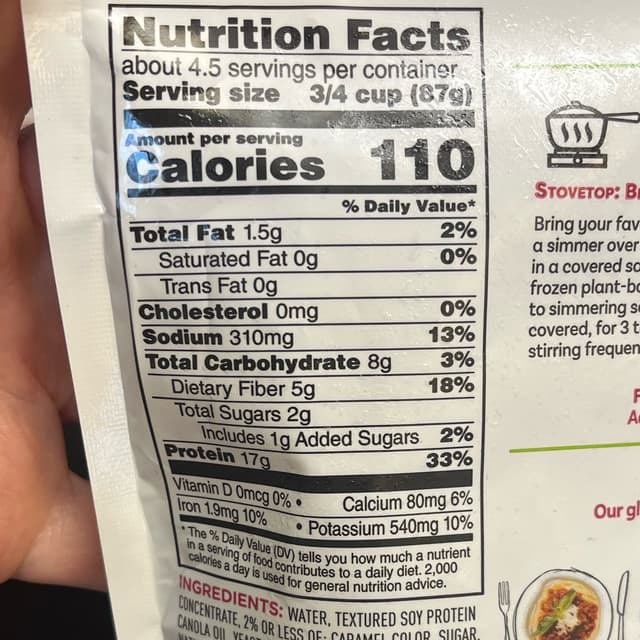 Nutrition Facts
about 4.5 servings per container
Serving size 3/4 cup (87g)
Amount per serving
Calories 110
% Daily Value*
Total Fat 1.5g 2%
Saturated Fat 0g 0%
Trans Fat 0g
Cholesterol 0mg 0%
Sodium 310mg 13%
Total Carbohydrate 8g 3%
Dietary Fiber 5g 18%
Total Sugars 2g
Includes 1g Added Sugars 2%
Protein 17g 33%
Vitamin D 0mcg 0% • Calcium 80mg 6%
Iron 1.9mg 10% • Potassium 540mg 10%
* The % Daily Value (DV) tells you how much a nutrient
in a serving of food contributes to a daily diet. 2,000
calories a day is used for general nutrition advice.
INGREDIENTS: WATER, TEXTURED SOY PROTEIN
CONCENTRATE, 2% OR LESS OF: CARAMEL COLOR, SUGAR,
CANOLA OIL
STOVETOP:
Bring your fav
a simmer over
in a covered
frozen
to simmering
covered, for 3
stirring
Our